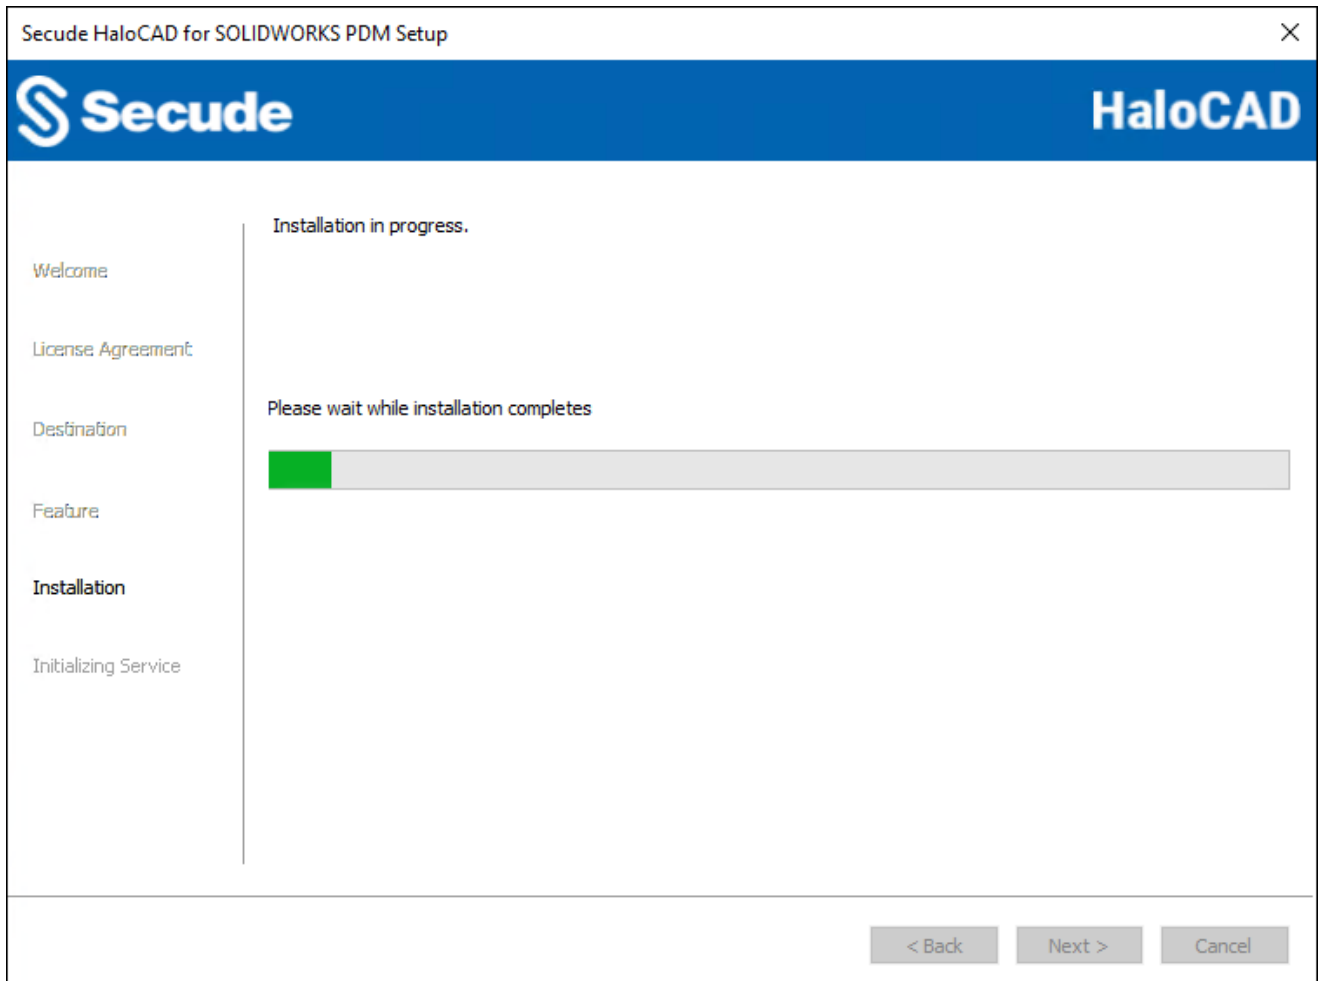 Secude HaloCAD for SOLIDWORKS PDM Setup
Secude
HaloCAD
Installation in progress.
Welcome
License Agreement
Please wait while installation completes
Destination
Feature
Installation
Initializing Service
< Back
Next >
Cancel